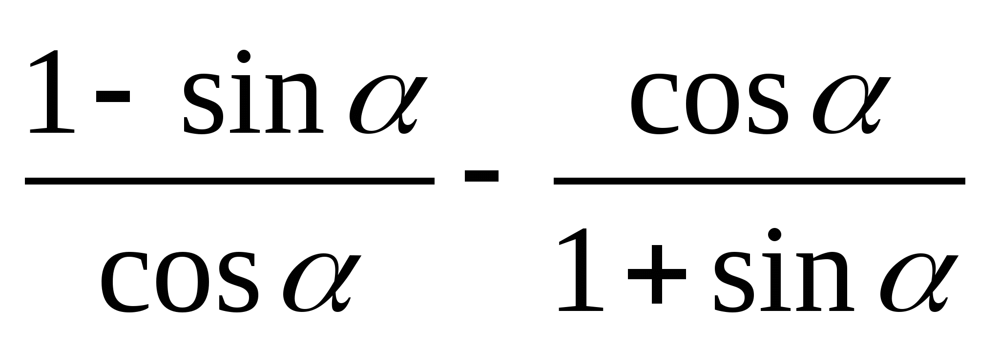 1- sin α cos α
- 
cos α 1+sin α